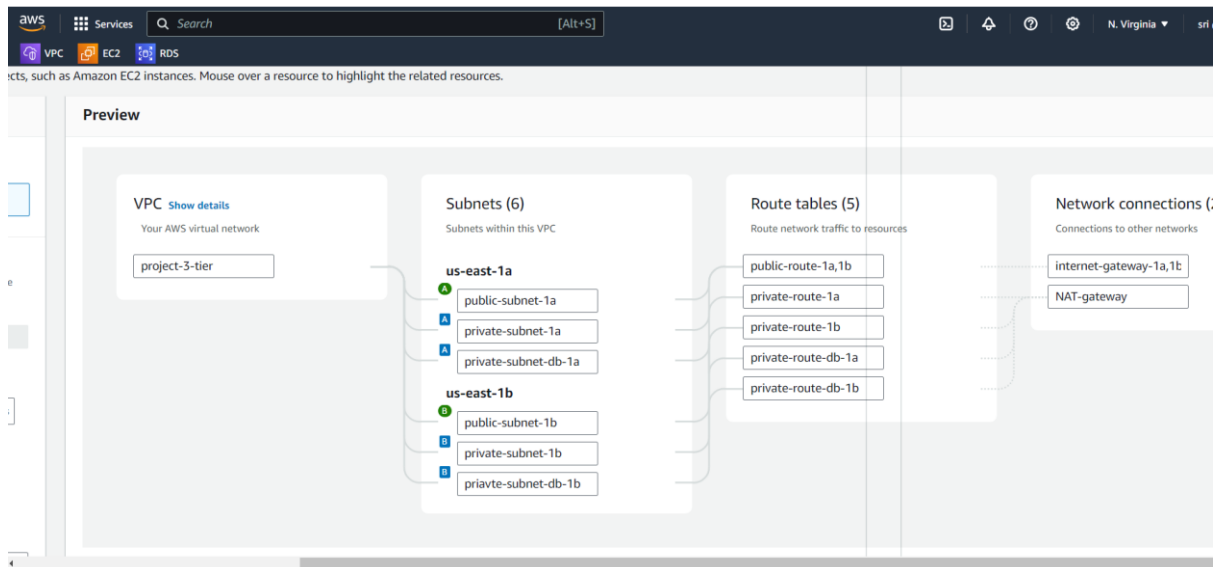 aws
Services
Search
[Alt+S]
N. Virginia
sri
VPC
EC2
RDS
cts, such as Amazon EC2 instances. Mouse over a resource to highlight the related resources.
Preview
VPC Show details
Your AWS virtual network
project-3-tier
Subnets (6)
Subnets within this VPC
us-east-1a
A
public-subnet-1a
A
private-subnet-1a
A
private-subnet-db-1a
us-east-1b
B
public-subnet-1b
B
private-subnet-1b
B
priavte-subnet-db-1b
Route tables (5)
Route network traffic to resources
public-route-1a,1b
private-route-1a
private-route-1b
private-route-db-1a
private-route-db-1b
Network connections (2
Connections to other networks
internet-gateway-1a,1b
NAT-gateway